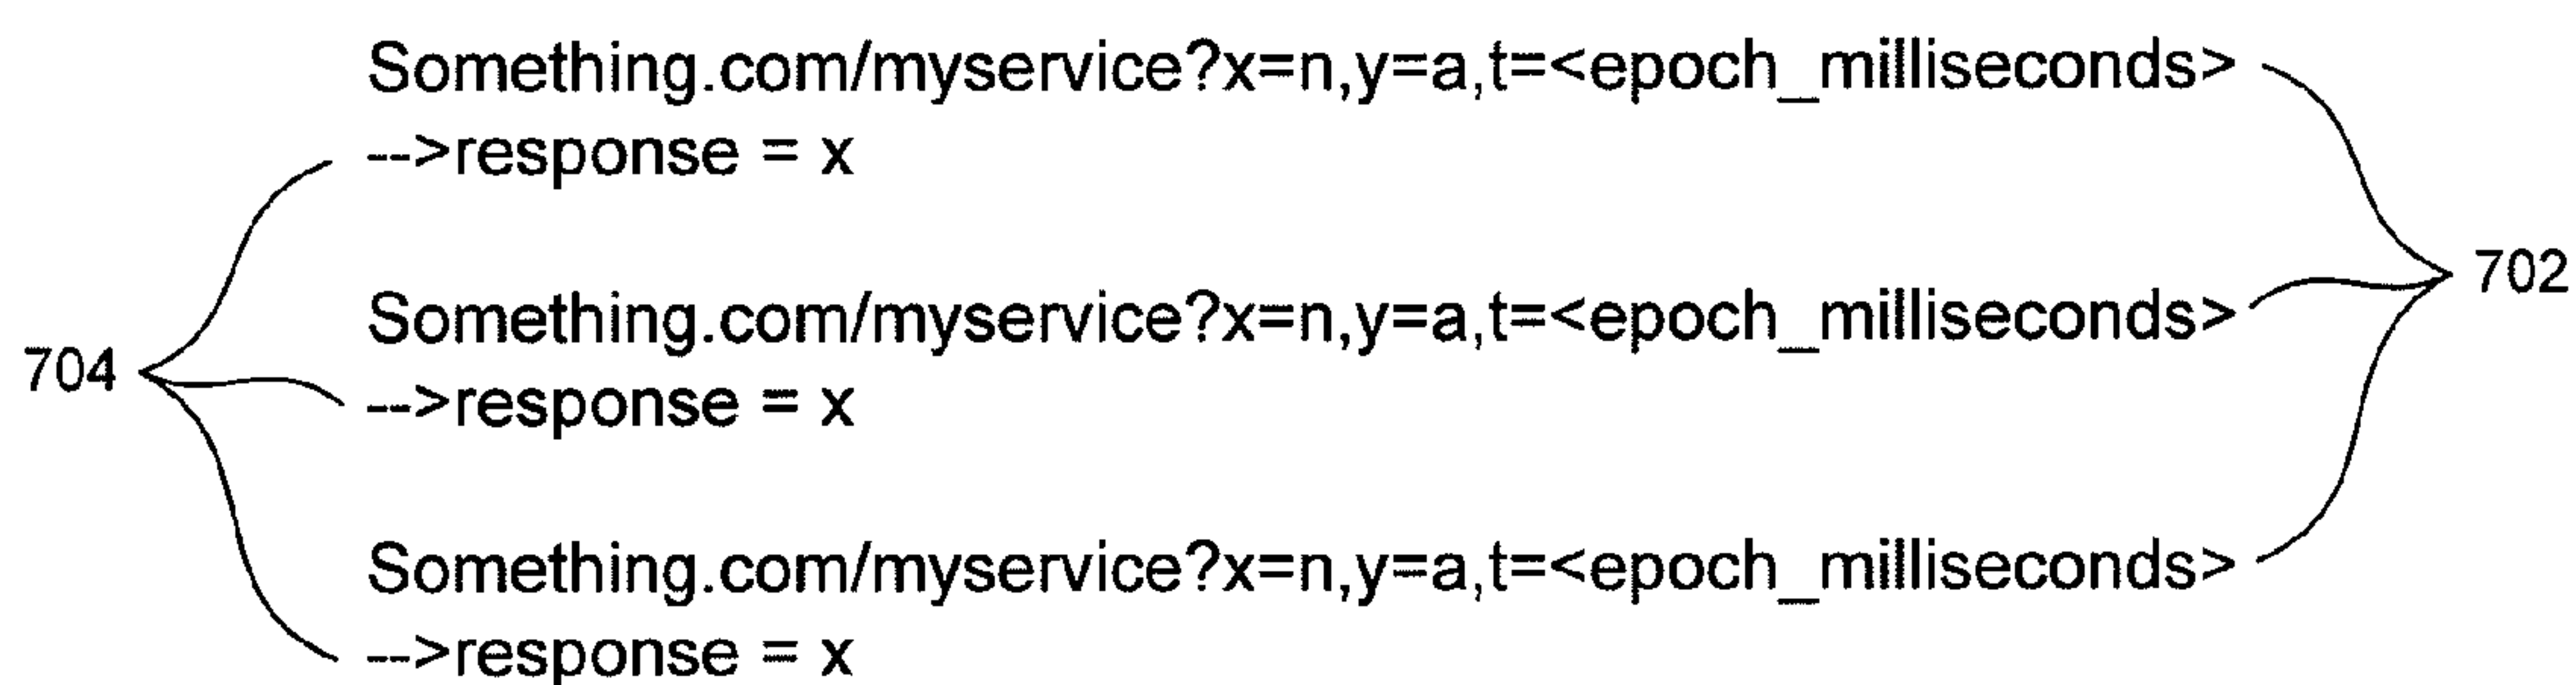 Something.com/myservice?x=n,y=a,t=<epoch_milliseconds>
-->response = x
702
Something.com/myservice?x=n,y=a,t=<epoch_milliseconds>
704
-->response = x
Something.com/myservice?x=n,y=a,t=<epoch_milliseconds>
-->response = x